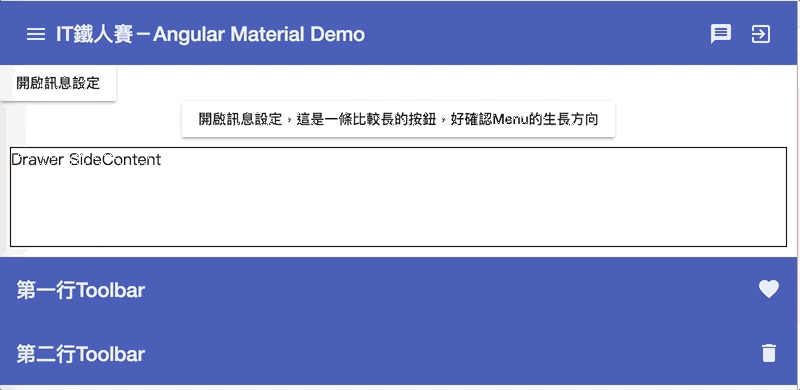 IT鐵人賽－Angular Material Demo
開啟訊息設定
開啟訊息設定，這是一條比較長的按鈕，好確認Menu的生長方向
Drawer SideContent
第一行Toolbar
第二行Toolbar